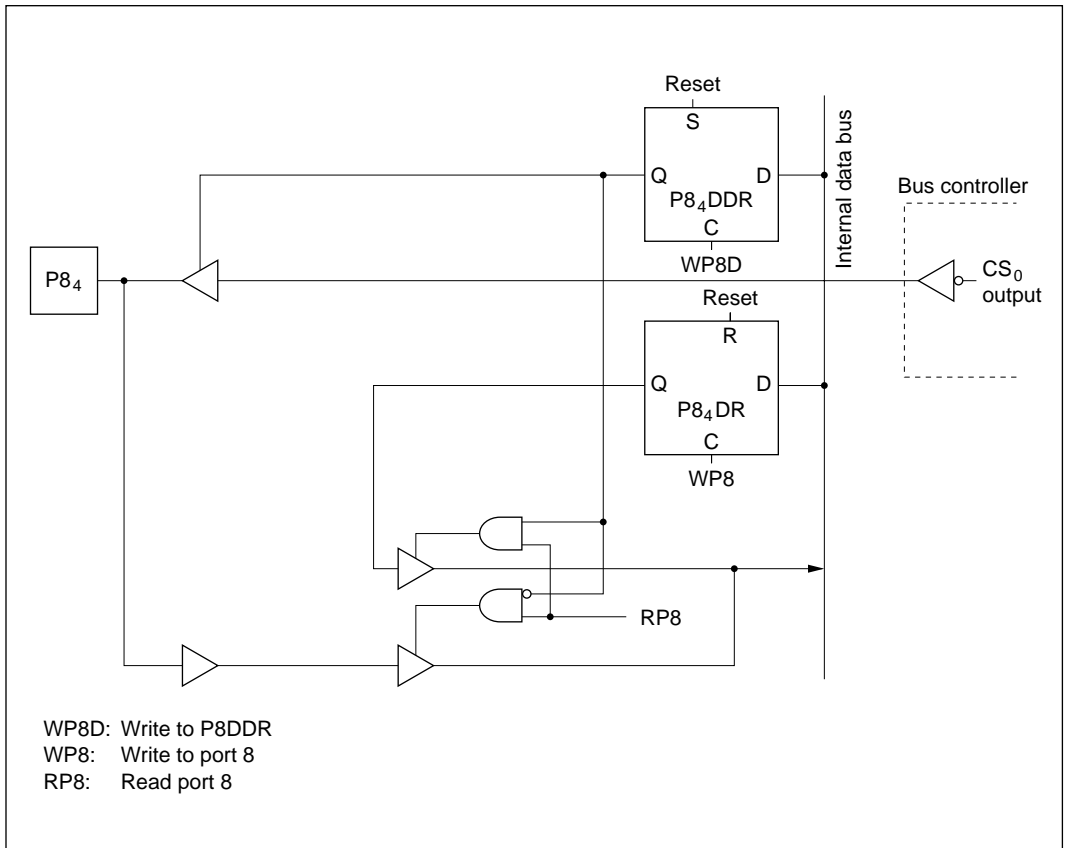 Reset
S
Q
D
P8₄DDR
C
WP8D
Internal data bus
Bus controller
CS₀
output
P8₄
Reset
R
Q
D
P8₄DR
C
WP8
RP8
WP8D: Write to P8DDR
WP8: Write to port 8
RP8: Read port 8